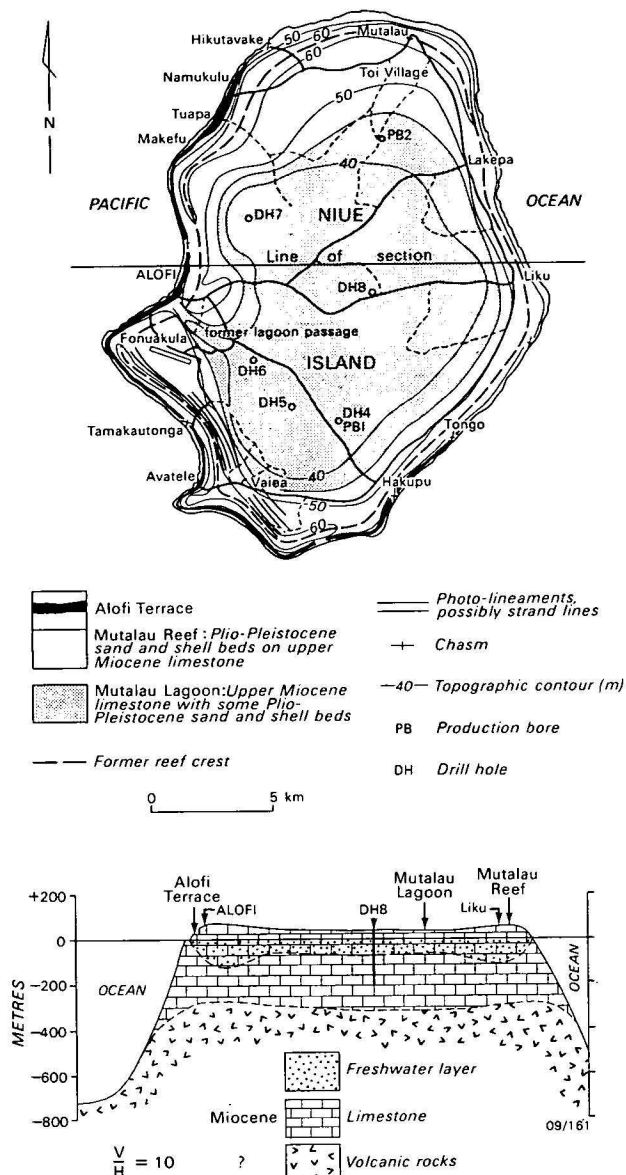 50
60
Mutalau
Hikutavake
60
Namukulu
Toi Village
50
Tuapa
N
PB2
Makefu
Lakepa
40
PACIFIC
NIUE
OCEAN
DH7
Line of section
ALOFI
Liku
DH8
former lagoon passage
Fonuakula
ISLAND
DH6
DH5
DH4
PB1
Tamakautonga
Tongo
Avatele
40
Vaiea
Hakupu
50
60
Alofi Terrace
Mutalau Reef: Plio-Pleistocene
sand and shell beds on upper
Miocene limestone
Mutalau Lagoon: Upper Miocene
limestone with some Plio-
Pleistocene sand and shell beds
Former reef crest
Photo-lineaments,
possibly strand lines
Chasm
40 Topographic contour (m)
PB Production bore
DH Drill hole
0 5 km
Mutalau
Mutalau Reef
Alofi Lagoon
Terrace
ALOFI DH8 Liku
+200
0
-200
-400
-600
-800
METRES
OCEAN
OCEAN
Freshwater layer
Miocene Limestone
09/161
V/H = 10 ? Volcanic rocks